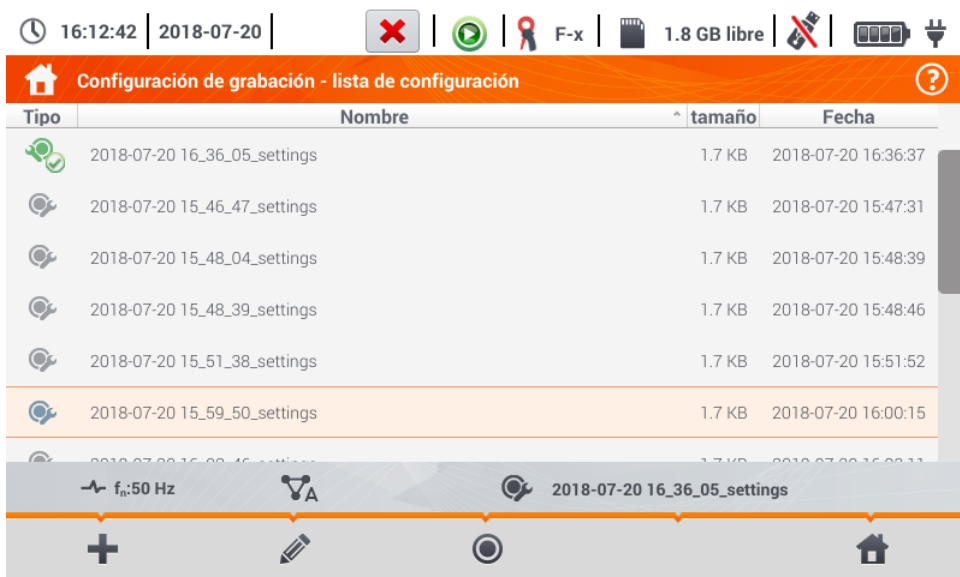 16:12:42 2018-07-20 F-x 1.8 GB libre
Configuración de grabación - lista de configuración ?
Tipo Nombre tamaño Fecha
2018-07-20 16_36_05_settings 1.7 KB 2018-07-20 16:36:37
2018-07-20 15_46_47_settings 1.7 KB 2018-07-20 15:47:31
2018-07-20 15_48_04_settings 1.7 KB 2018-07-20 15:48:39
2018-07-20 15_48_39_settings 1.7 KB 2018-07-20 15:48:46
2018-07-20 15_51_38_settings 1.7 KB 2018-07-20 15:51:52
2018-07-20 15_59_50_settings 1.7 KB 2018-07-20 16:00:15
fn:50 Hz A 2018-07-20 16_36_05_settings